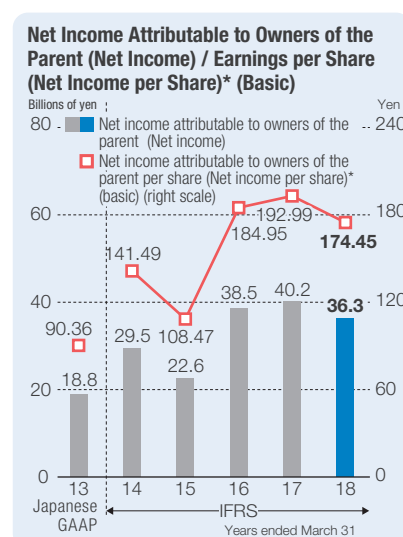 Net Income Attributable to Owners of the
Parent (Net Income) / Earnings per Share
(Net Income per Share)* (Basic)
Billions of yen
Yen
80
240
Net income attributable to owners of the
parent (Net income)
Net income attributable to owners of the
parent per share (Net income per share)*
(basic) (right scale)
60
180
192.99
184.95
174.45
141.49
40
120
38.5
40.2
36.3
90.36
29.5
108.47
22.6
18.8
20
60
0
0
13
14
15
16
17
18
Japanese
GAAP
IFRS
Years ended March 31